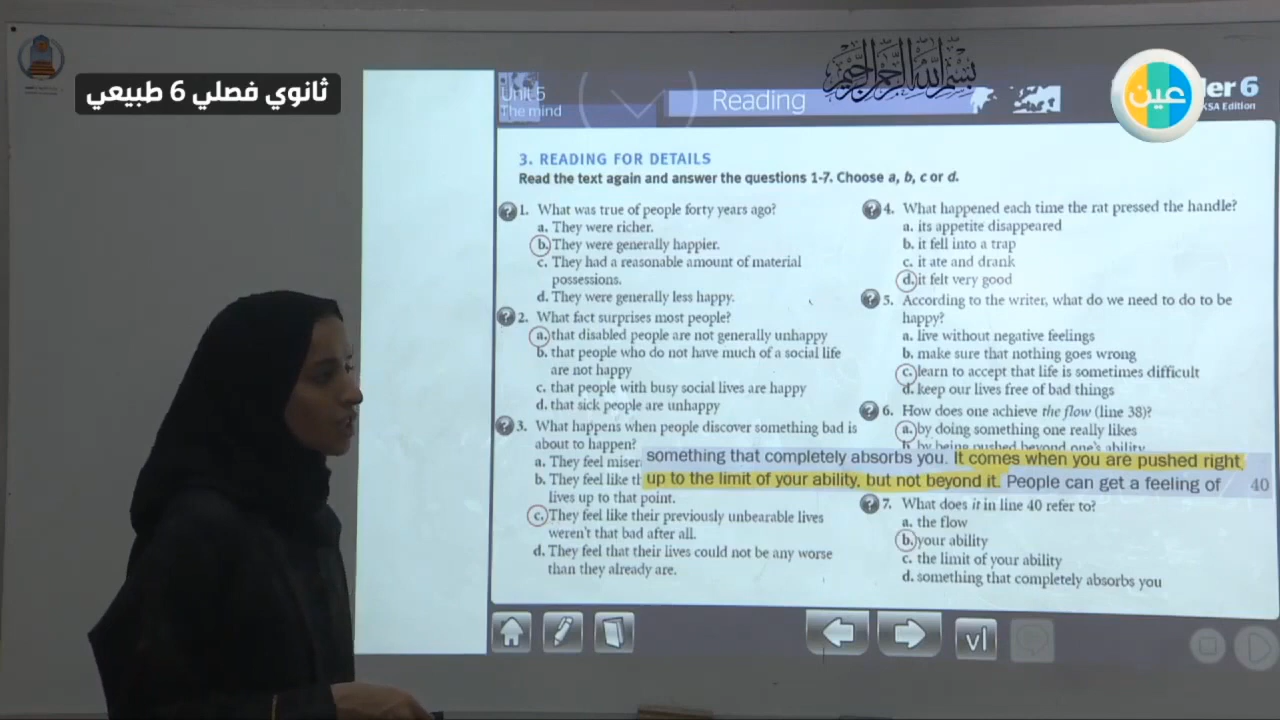 ثانوي فصلي 6 طبيعي
بسم الله الرحمن الرحيم
عين
Unit 5
The mind
Reading
er 6
KSA Edition
3. READING FOR DETAILS
Read the text again and answer the questions 1-7. Choose a, b, c or d.
1. What was true of people forty years ago?
a. They were richer.
b. They were generally happier.
c. They had a reasonable amount of material
possessions.
d. They were generally less happy.
2. What fact surprises most people?
a. that disabled people are not generally unhappy
b. that people who do not have much of a social life
are not happy
c. that people with busy social lives are happy
d. that sick people are unhappy
3. What happens when people discover something bad is
about to happen?
a. They feel miser
b. They feel like th
lives up to that point.
c. They feel like their previously unbearable lives
weren't that bad after all.
d. They feel that their lives could not be any worse
than they already are.
4. What happened each time the rat pressed the handle?
a. its appetite disappeared
b. it fell into a trap
c. it ate and drank
d. it felt very good
5. According to the writer, what do we need to do to be
happy?
a. live without negative feelings
b. make sure that nothing goes wrong
c. learn to accept that life is sometimes difficult
d. keep our lives free of bad things
6. How does one achieve the flow (line 38)?
a. by doing something one really likes
b. by being pushed beyond one's ability
something that completely absorbs you. It comes when you are pushed right
up to the limit of your ability, but not beyond it. People can get a feeling of 40
7. What does it in line 40 refer to?
a. the flow
b. your ability
c. the limit of your ability
d. something that completely absorbs you